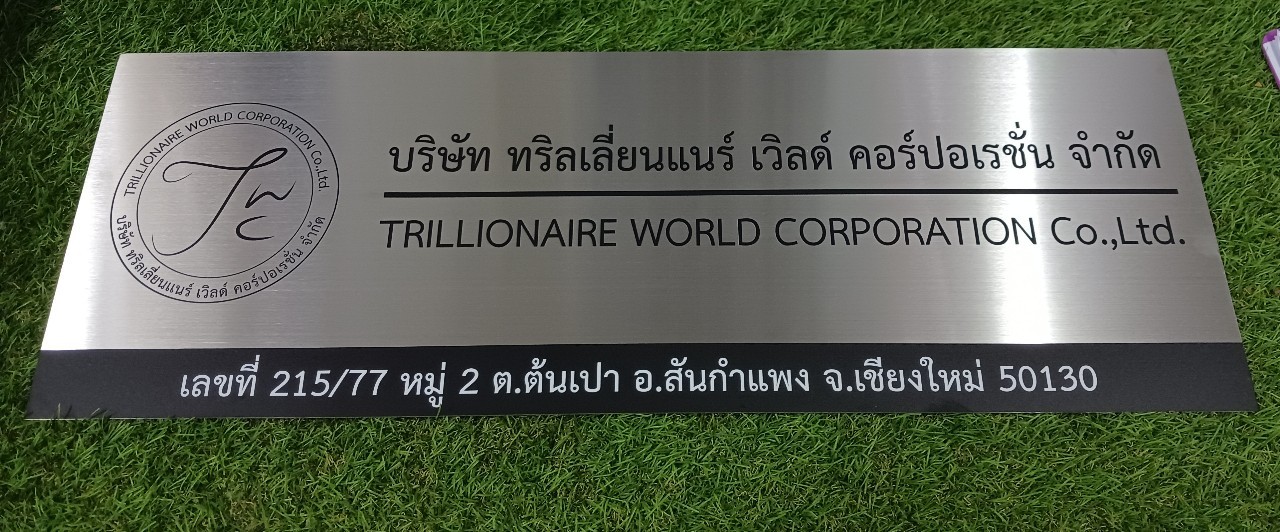 TRILLIONAIRE WORLD CORPORATION Co.,Ltd.
TWC
บริษัท ทริลเลี่ยนแนร์ เวิลด์ คอร์ปอเรชั่น จำกัด
บริษัท ทริลเลี่ยนแนร์ เวิลด์ คอร์ปอเรชั่น จำกัด
TRILLIONAIRE WORLD CORPORATION Co.,Ltd.
เลขที่ 215/77 หมู่ 2 ต.ต้นเปา อ.สันกำแพง จ.เชียงใหม่ 50130